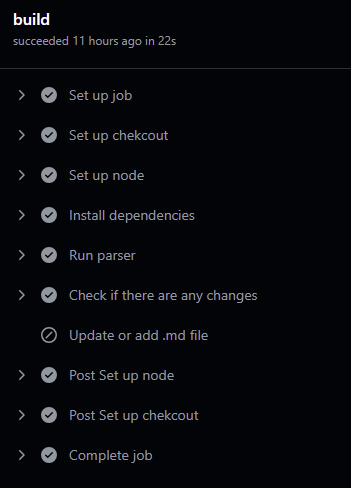 build
succeeded 11 hours ago in 22s
Set up job
Set up chekcout
Set up node
Install dependencies
Run parser
Check if there are any changes
Update or add .md file
Post Set up node
Post Set up chekcout
Complete job